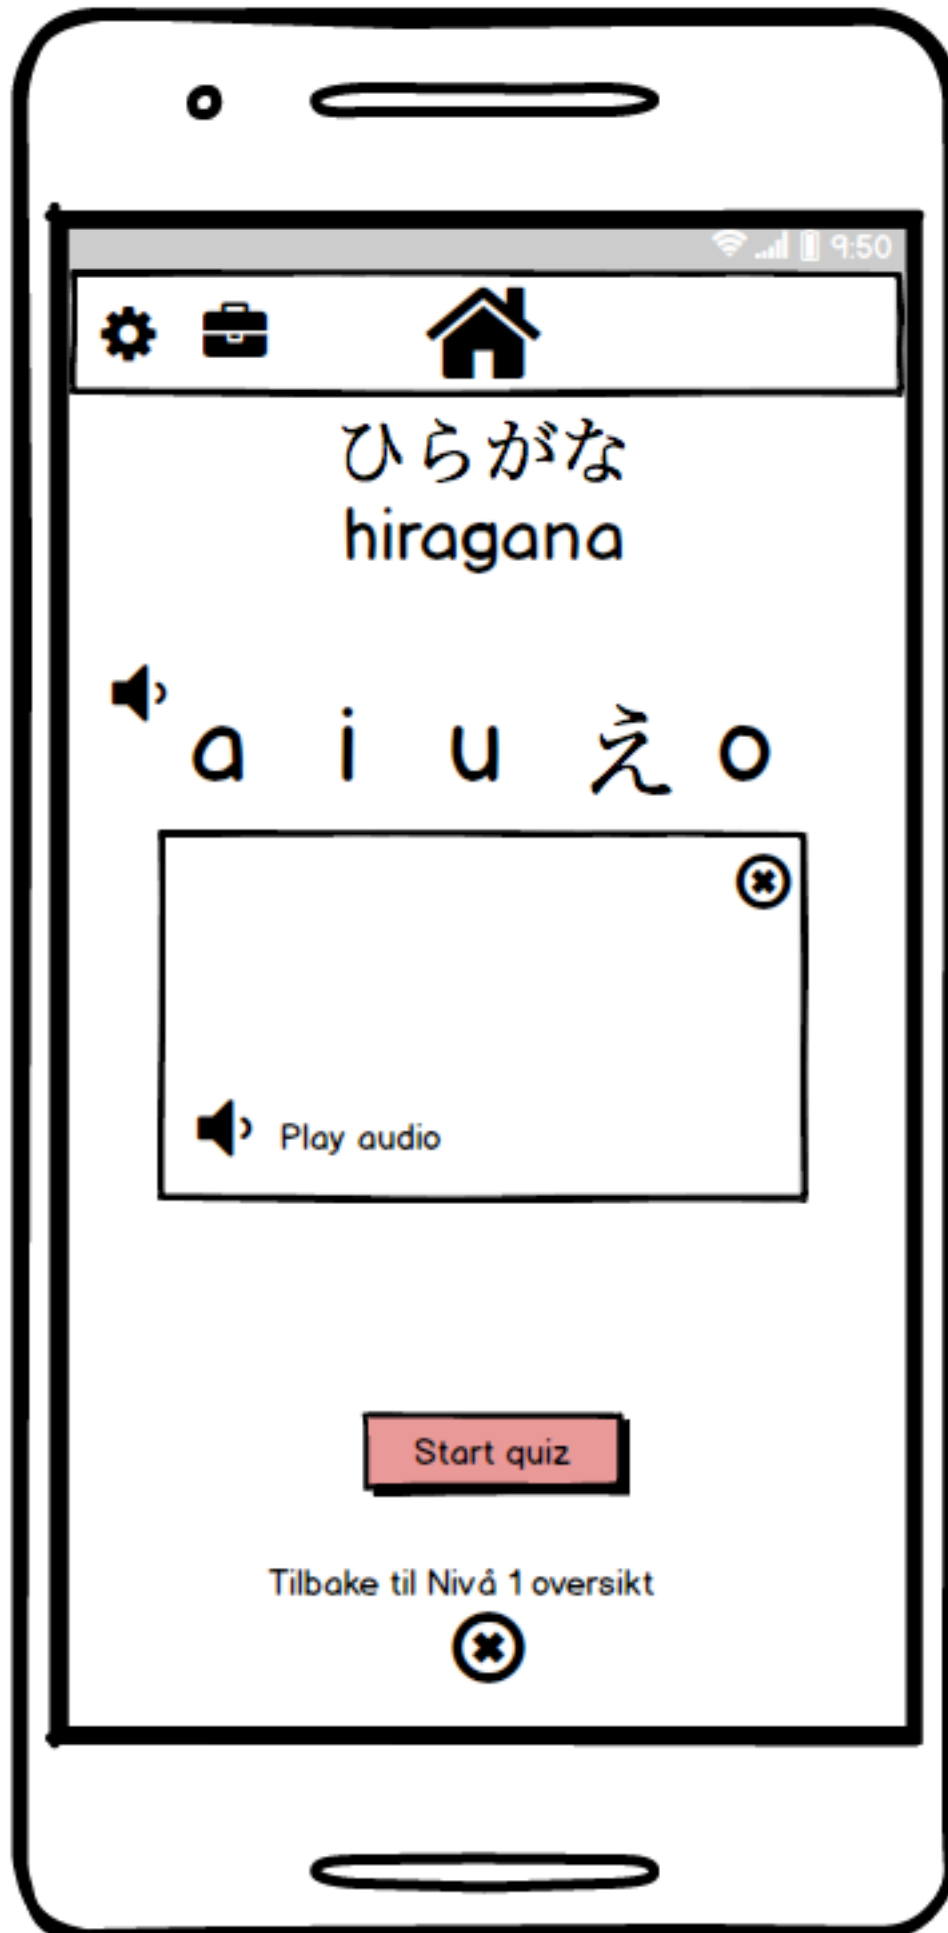 9:50
ひらがな
hiragana
a i u え o
Play audio
Start quiz
Tilbake til Nivå 1 oversikt